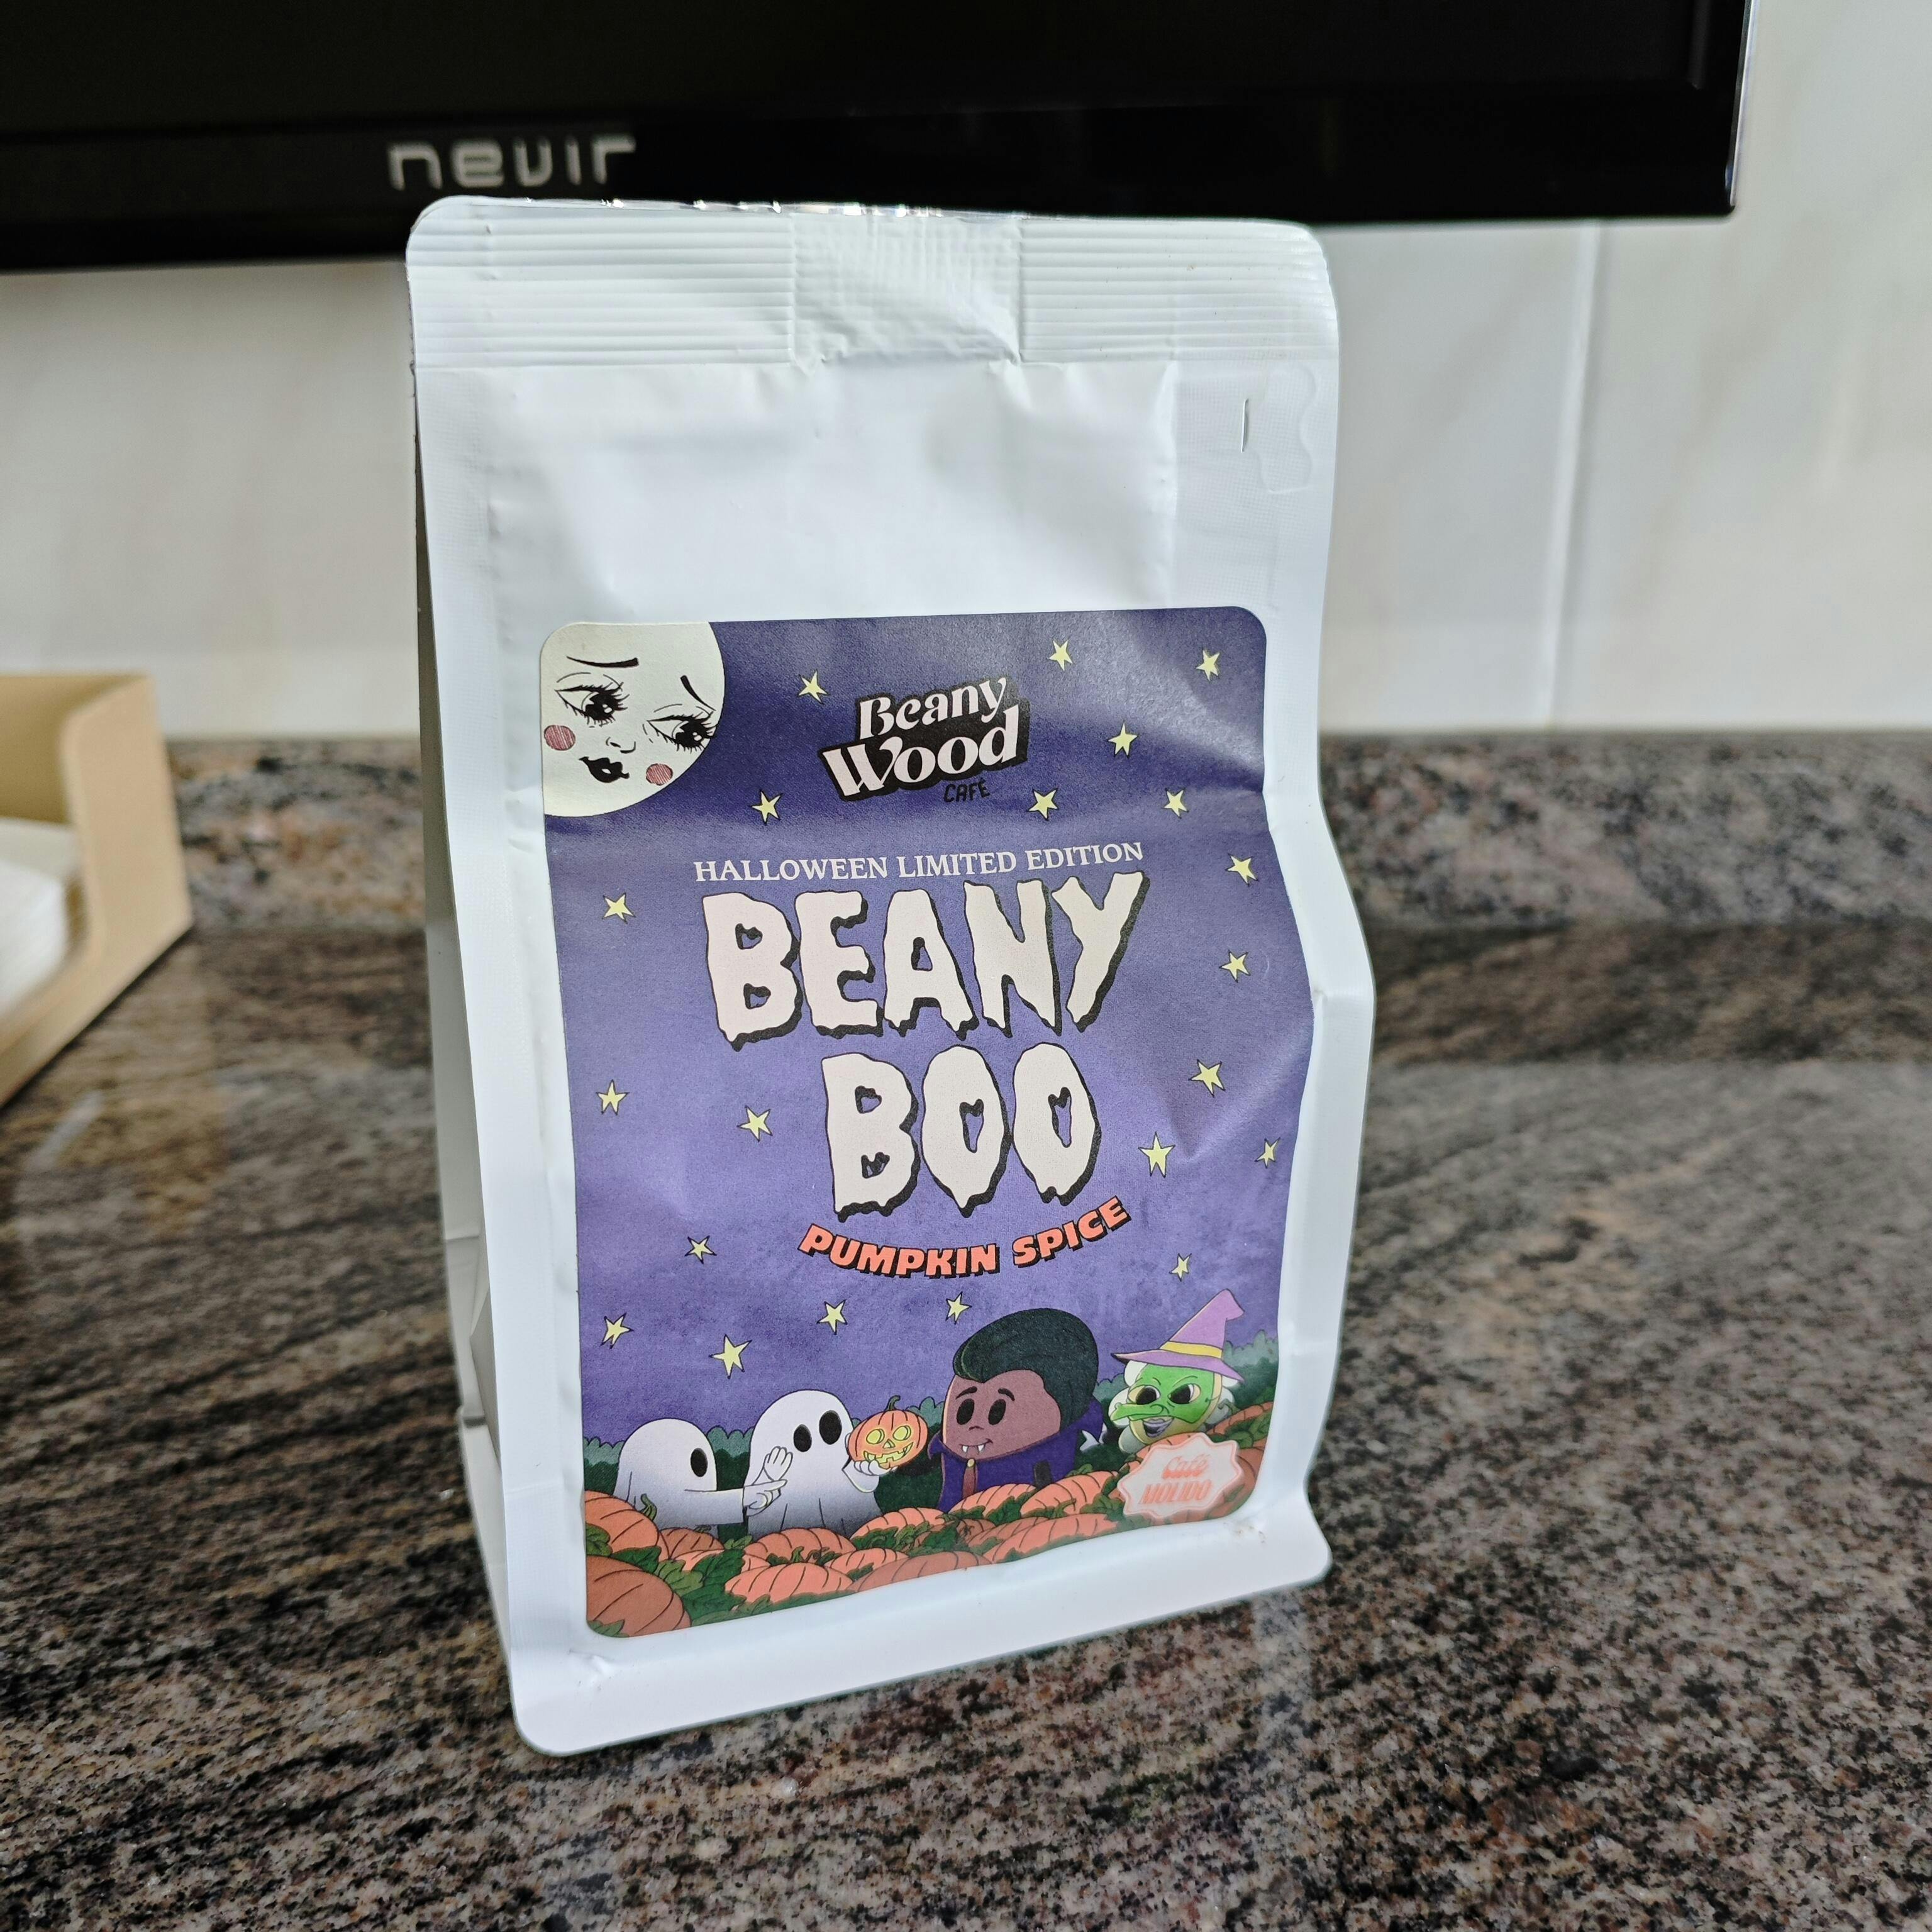 nevir
Beany
Wood
CAFÉ
HALLOWEEN LIMITED EDITION
BEANY
BOO
PUMPKIN SPICE
Café
MOLIDO